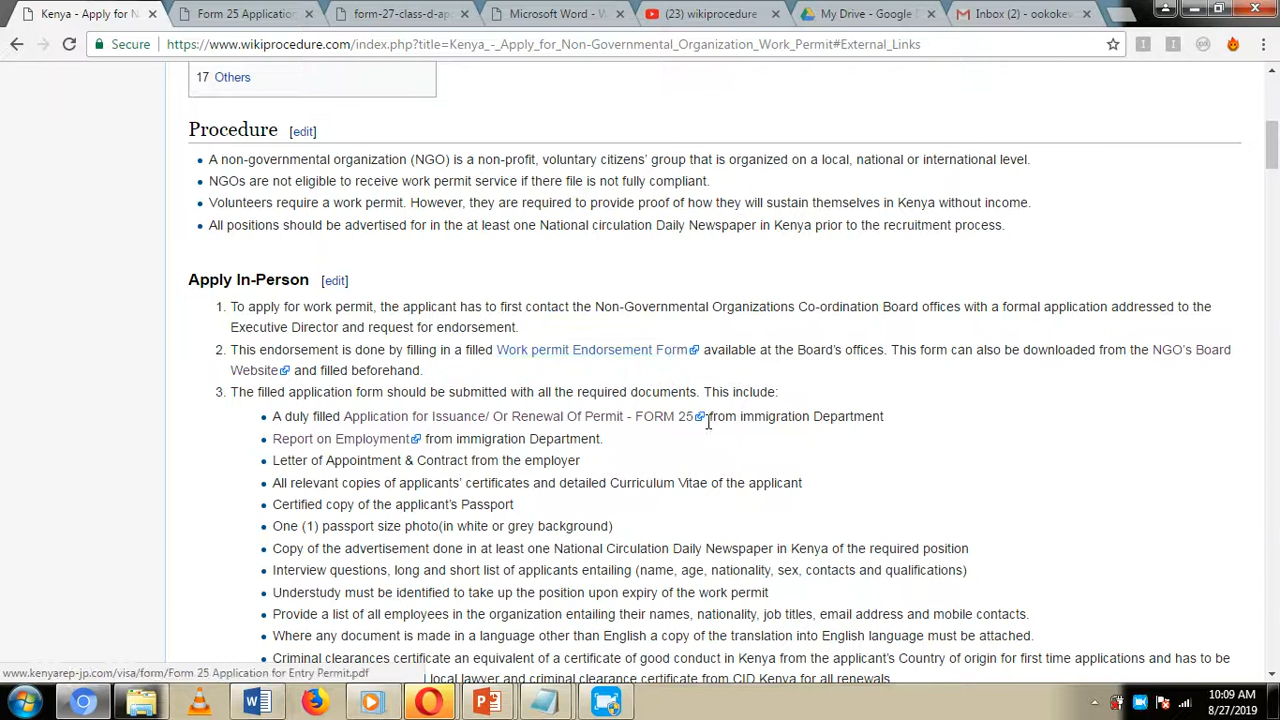 Kenya - Apply for N
Form 25 Applicatio
form-27-class-d-ap
Microsoft Word - W
(23) wikiprocedure
My Drive - Google D
Inbox (2) - ookokev
Secure
https://www.wikiprocedure.com/index.php?title=Kenya_-_Apply_for_Non-Governmental_Organization_Work_Permit#External_Links
17 Others
Procedure [edit]
A non-governmental organization (NGO) is a non-profit, voluntary citizens' group that is organized on a local, national or international level.
NGOs are not eligible to receive work permit service if there file is not fully compliant.
Volunteers require a work permit. However, they are required to provide proof of how they will sustain themselves in Kenya without income.
All positions should be advertised for in the at least one National circulation Daily Newspaper in Kenya prior to the recruitment process.
Apply In-Person [edit]
1. To apply for work permit, the applicant has to first contact the Non-Governmental Organizations Co-ordination Board offices with a formal application addressed to the
Executive Director and request for endorsement.
2. This endorsement is done by filling in a filled Work permit Endorsement Form available at the Board's offices. This form can also be downloaded from the NGO's Board
Website and filled beforehand.
3. The filled application form should be submitted with all the required documents. This include:
A duly filled Application for Issuance/ Or Renewal Of Permit - FORM 25 from immigration Department
Report on Employment from immigration Department.
Letter of Appointment & Contract from the employer
All relevant copies of applicants' certificates and detailed Curriculum Vitae of the applicant
Certified copy of the applicant's Passport
One (1) passport size photo(in white or grey background)
Copy of the advertisement done in at least one National Circulation Daily Newspaper in Kenya of the required position
Interview questions, long and short list of applicants entailing (name, age, nationality, sex, contacts and qualifications)
Understudy must be identified to take up the position upon expiry of the work permit
Provide a list of all employees in the organization entailing their names, nationality, job titles, email address and mobile contacts.
Where any document is made in a language other than English a copy of the translation into English language must be attached.
Criminal clearances certificate an equivalent of a certificate of good conduct in Kenya from the applicant's Country of origin for first time applications and has to be
local lawyer and criminal clearance certificate from CID Kenya for all renewals
www.kenyarep-jp.com/visa/form/Form 25 Application for Entry Permit.pdf
10:09 AM
8/27/2019